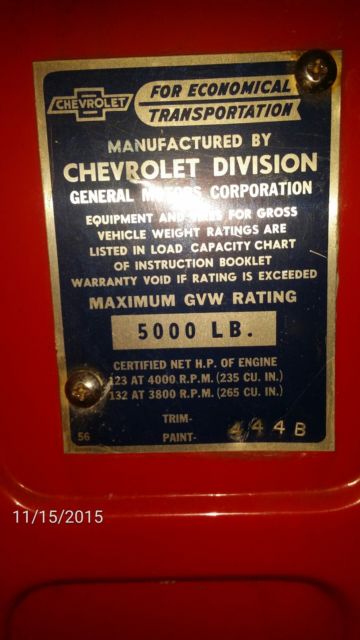 CHEVROLET
FOR ECONOMICAL
TRANSPORTATION
MANUFACTURED BY
CHEVROLET DIVISION
GENERAL MOTORS CORPORATION
EQUIPMENT AND TIRES FOR GROSS
VEHICLE WEIGHT RATINGS ARE
LISTED IN LOAD CAPACITY CHART
OF INSTRUCTION BOOKLET
WARRANTY VOID IF RATING IS EXCEEDED
MAXIMUM GVW RATING
5000 LB.
CERTIFIED NET H.P. OF ENGINE
123 AT 4000 R.P.M. (235 CU. IN.)
132 AT 3800 R.P.M. (265 CU. IN.)
TRIM-
56 PAINT- 444B
11/15/2015